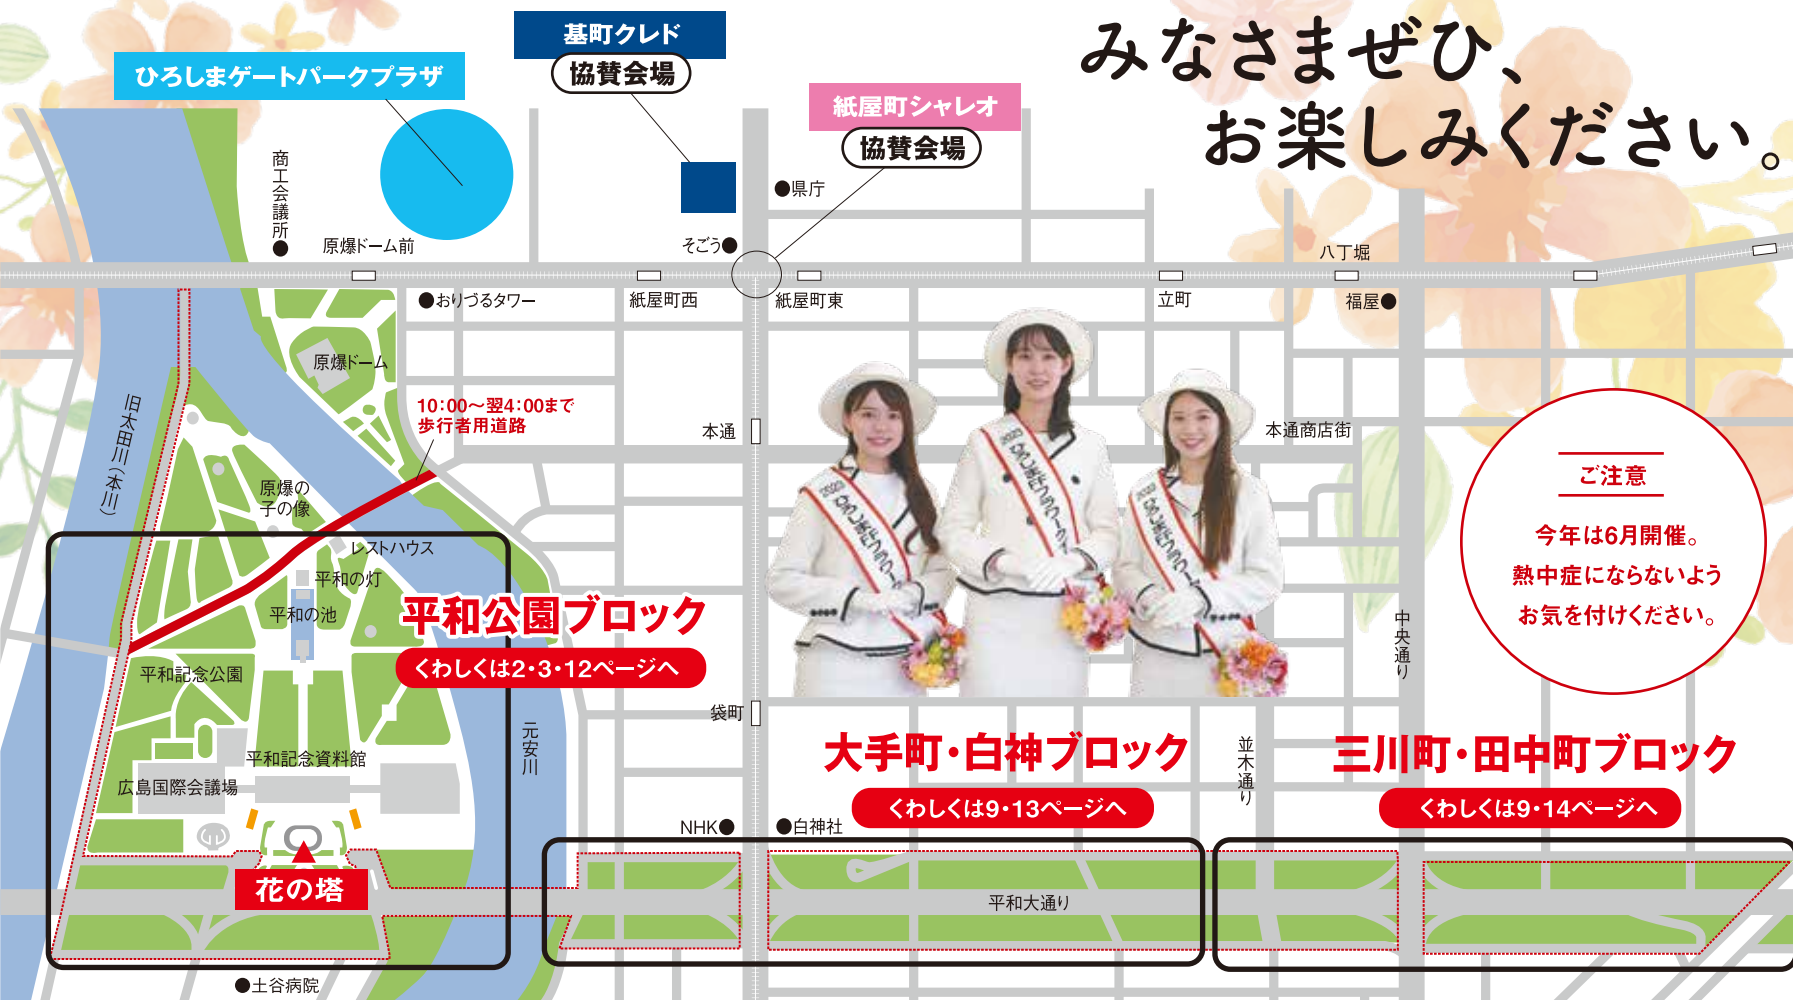 みなさまぜひ、
お楽しみください。
基町クレド
協賛会場
ひろしまゲートパークプラザ
紙屋町シャレオ
協賛会場
商工会議所
県庁
原爆ドーム前
そごう
八丁堀
おりづるタワー
紙屋町西
紙屋町東
立町
福屋
原爆ドーム
旧太田川(本川)
10:00〜翌4:00まで
歩行者用道路
本通
本通商店街
原爆の
子の像
レストハウス
平和の灯
平和の池
平和公園ブロック
くわしくは2・3・12ページへ
平和記念公園
ご注意
今年は6月開催。
熱中症にならないよう
お気を付けください。
中央通り
袋町
元安川
平和記念資料館
広島国際会議場
大手町・白神ブロック
くわしくは9・13ページへ
並木通り
三川町・田中町ブロック
くわしくは9・14ページへ
NHK
白神社
花の塔
平和大通り
土谷病院